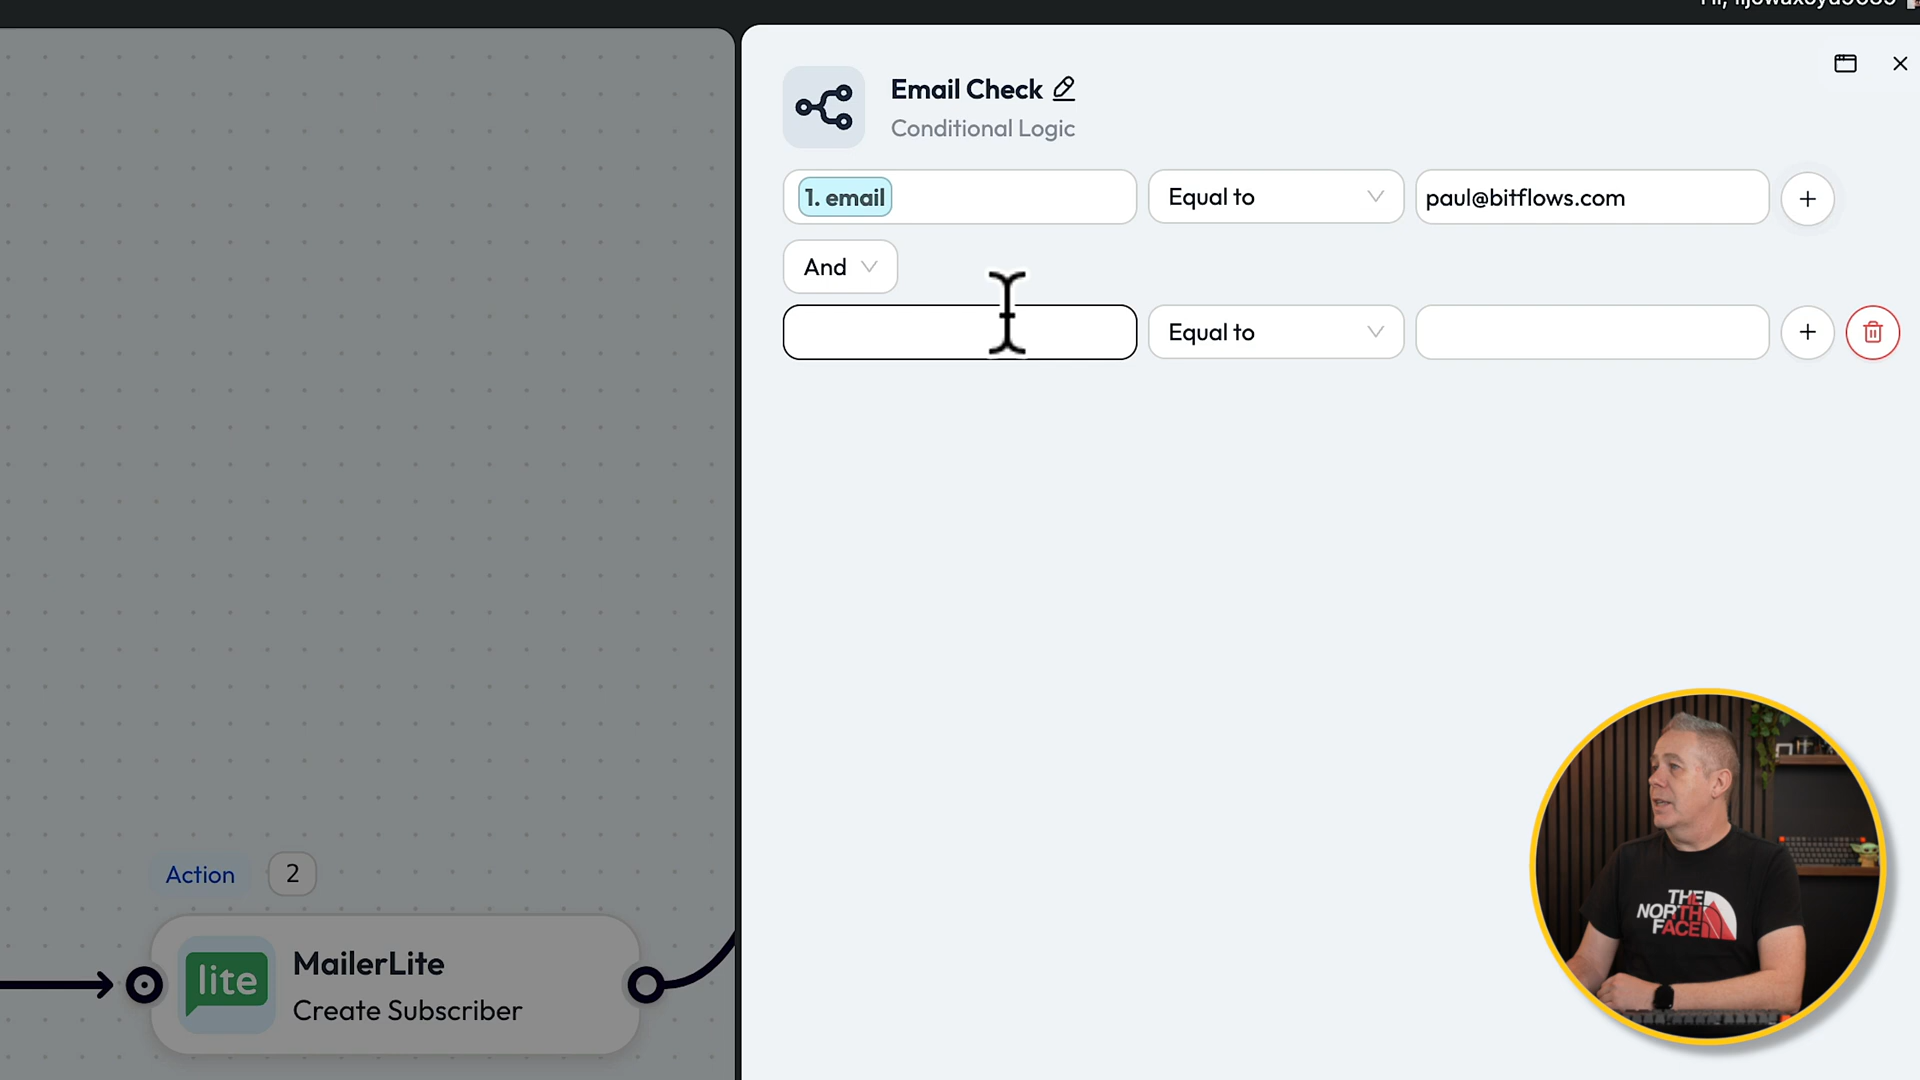 Email Check
Conditional Logic
1. email
Equal to
paul@bitflows.com
And
Equal to
Action
2
lite
MailerLite
Create Subscriber
THE
NORTH
FACE